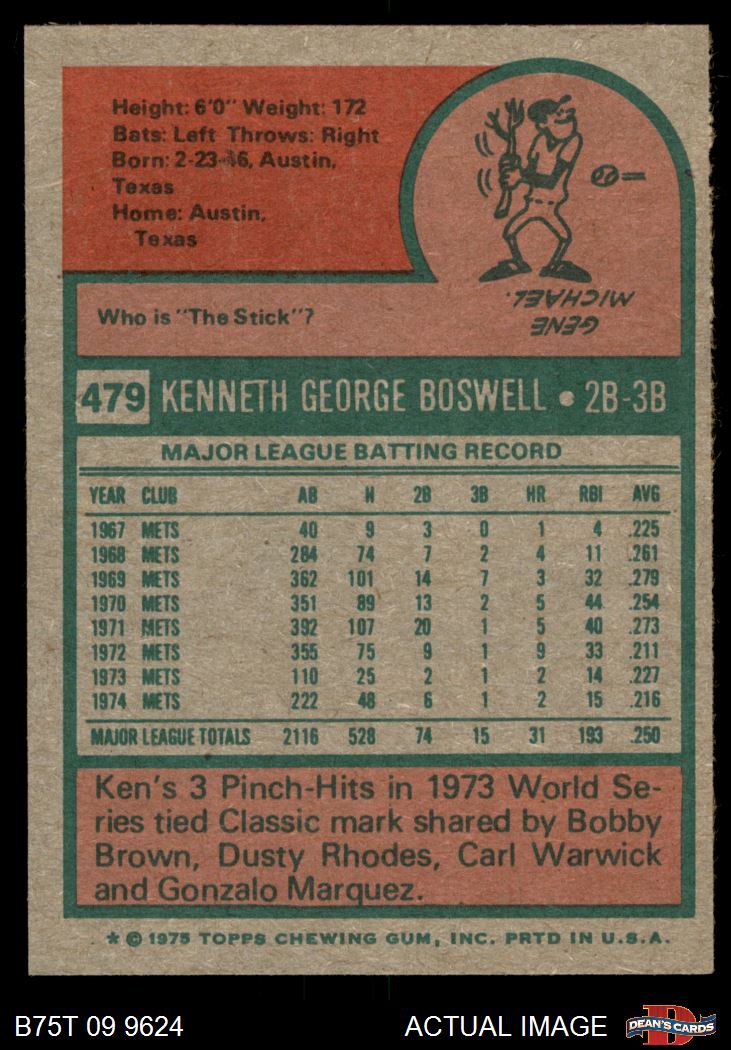 Height: 6'0" Weight: 172
Bats: Left Throws: Right
Born: 2-23-46, Austin,
Texas
Home: Austin,
Texas
Who is "The Stick"?
GENE
MICHAEL.
479 KENNETH GEORGE BOSWELL • 2B-3B
MAJOR LEAGUE BATTING RECORD
YEAR CLUB AB H 2B 3B HR RBI AVG
1967 METS 40 9 3 0 1 4 .225
1968 METS 284 74 7 2 4 11 .261
1969 METS 362 101 14 7 3 32 .279
1970 METS 351 89 13 2 5 44 .254
1971 METS 392 107 20 1 5 40 .273
1972 METS 355 75 9 1 9 33 .211
1973 METS 110 25 2 1 2 14 .227
1974 METS 222 48 6 1 2 15 .216
MAJOR LEAGUE TOTALS 2116 528 74 15 31 193 .250
Ken's 3 Pinch-Hits in 1973 World Se-
ries tied Classic mark shared by Bobby
Brown, Dusty Rhodes, Carl Warwick
and Gonzalo Marquez.
* © 1975 TOPPS CHEWING GUM, INC. PRTD IN U.S.A.
B75T 09 9624 ACTUAL IMAGE DEAN'S CARDS